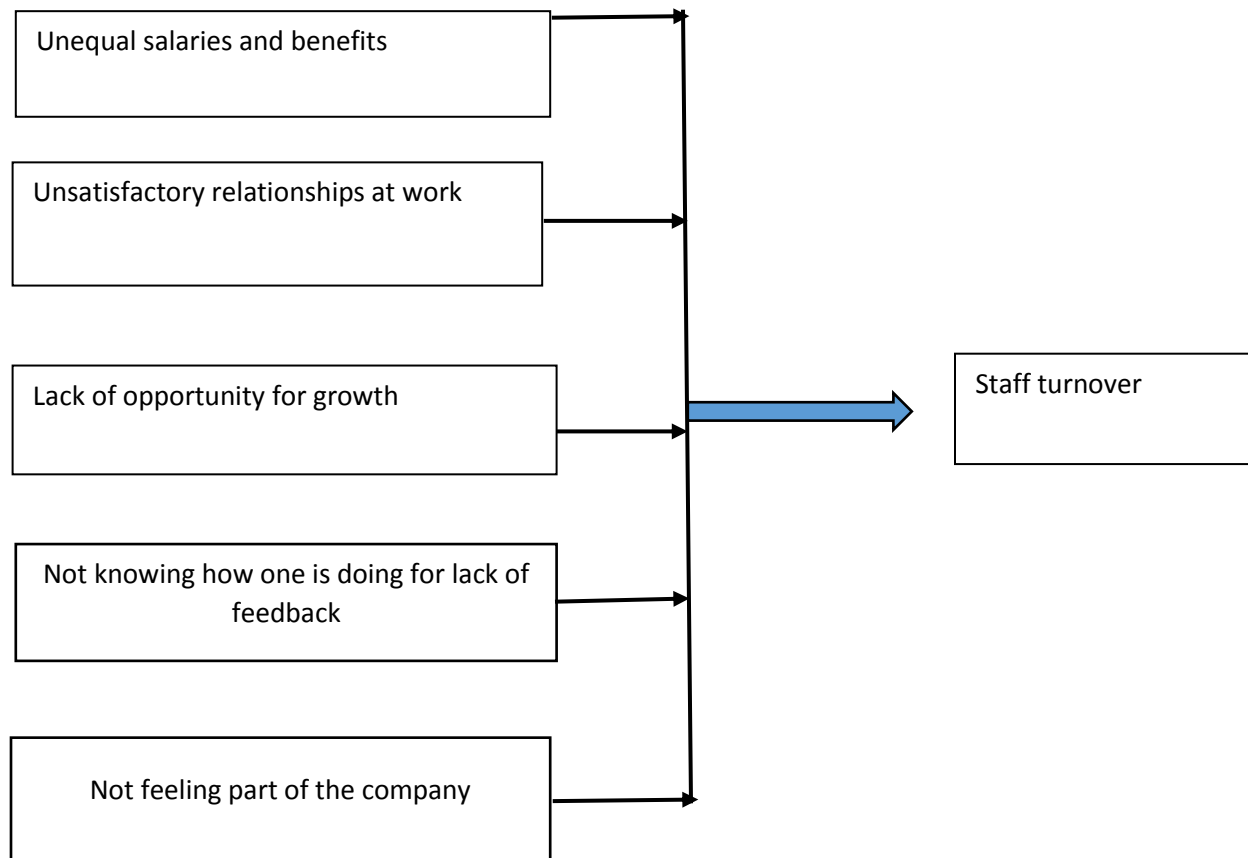 Unequal salaries and benefits
Unsatisfactory relationships at work
Lack of opportunity for growth
Staff turnover
Not knowing how one is doing for lack of
feedback
Not feeling part of the company